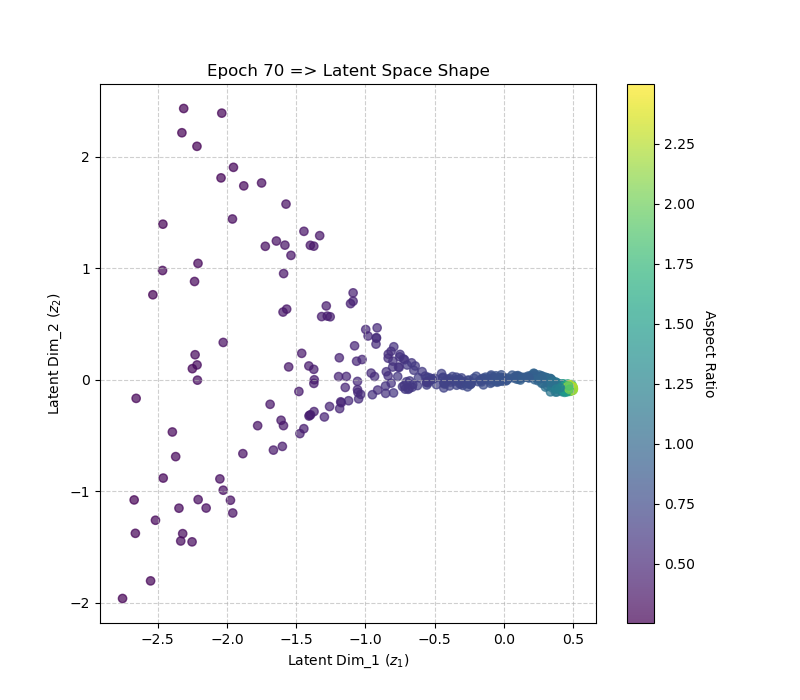 Epoch 70 => Latent Space Shape
2
1
0
−1
−2
Latent Dim_2 (z₂)
−2.5 −2.0 −1.5 −1.0 −0.5 0.0 0.5
Latent Dim_1 (z₁)
2.25
2.00
1.75
1.50
1.25
1.00
0.75
0.50
Aspect Ratio